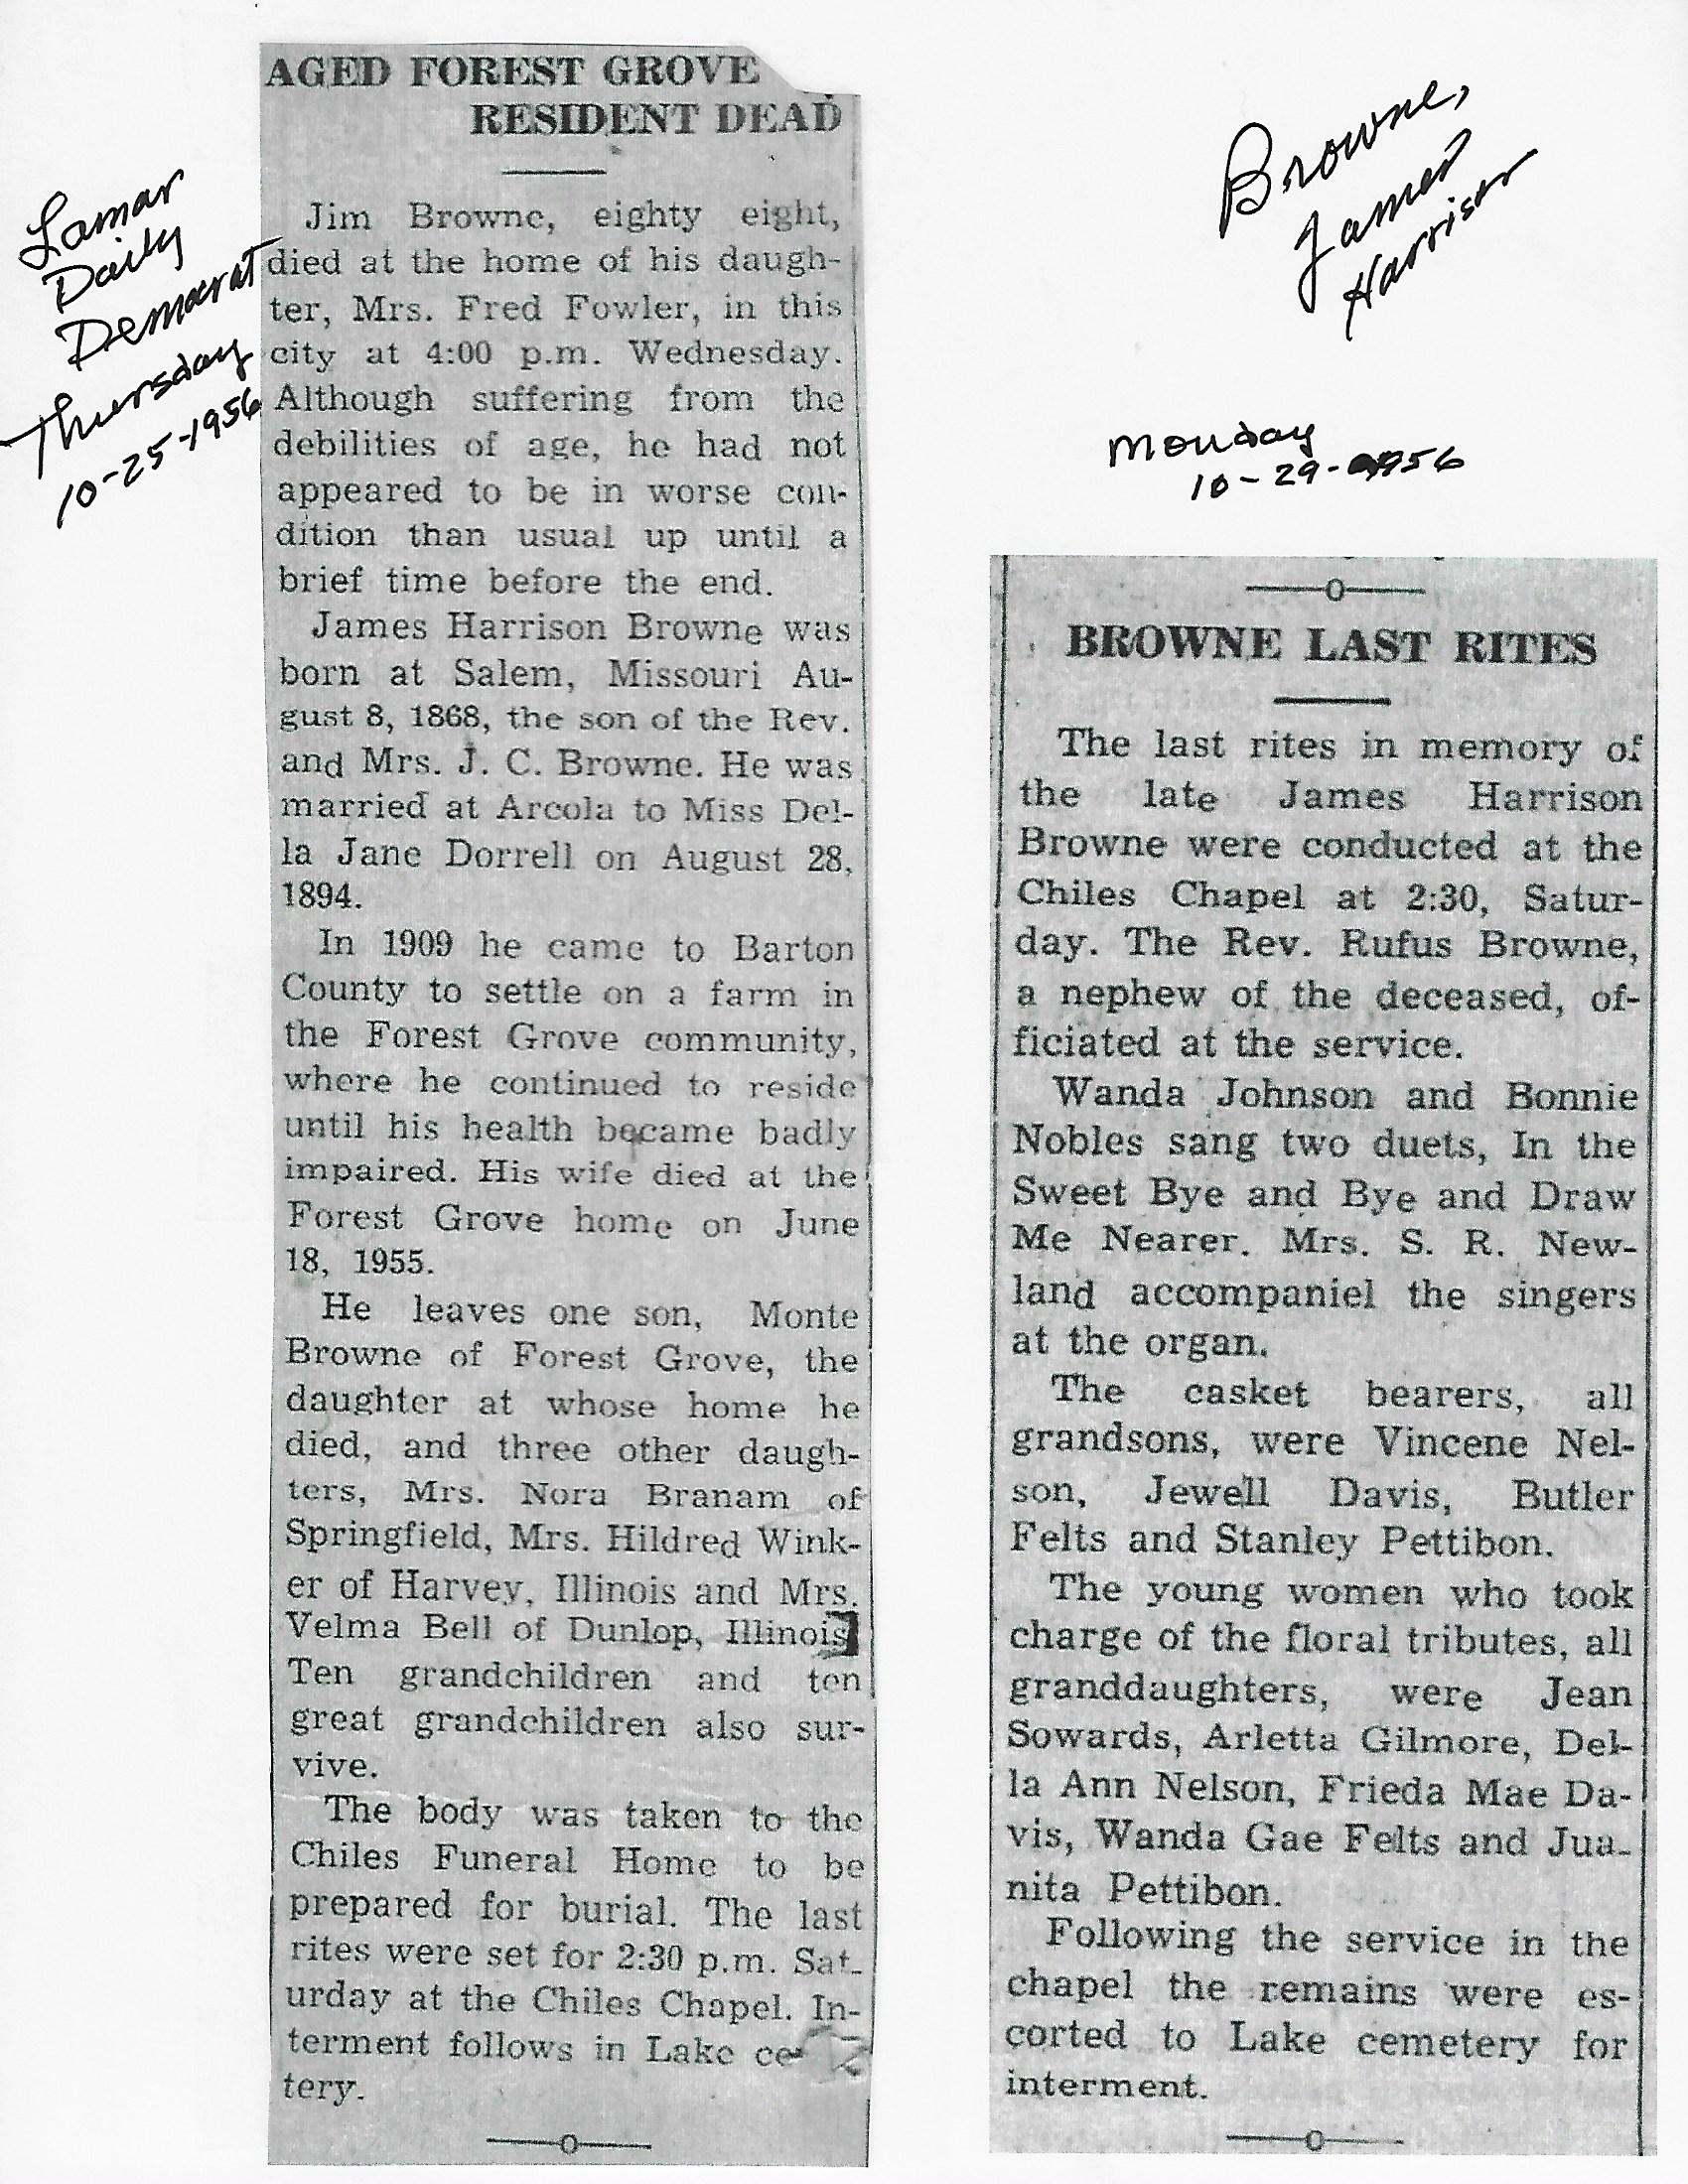 AGED FOREST GROVE
RESIDENT DEAD
Lamar
Daily
Democrat
Thursday
10-25-1956
Jim Browne, eighty eight,
died at the home of his daugh-
ter, Mrs. Fred Fowler, in this
city at 4:00 p.m. Wednesday.
Although suffering from the
debilities of age, he had not
appeared to be in worse con-
dition than usual up until a
brief time before the end.
James Harrison Browne was
born at Salem, Missouri Au-
gust 8, 1868, the son of the Rev.
and Mrs. J. C. Browne. He was
married at Arcola to Miss Del-
la Jane Dorrell on August 28,
1894.
In 1909 he came to Barton
County to settle on a farm in
the Forest Grove community,
where he continued to reside
until his health became badly
impaired. His wife died at the
Forest Grove home on June
18, 1955.
He leaves one son, Monte
Browne of Forest Grove, the
daughter at whose home he
died, and three other daugh-
ters, Mrs. Nora Branam of
Springfield, Mrs. Hildred Wink-
er of Harvey, Illinois and Mrs.
Velma Bell of Dunlop, Illinois
Ten grandchildren and ten
great grandchildren also sur-
vive.
The body was taken to the
Chiles Funeral Home to be
prepared for burial. The last
rites were set for 2:30 p.m. Sat-
urday at the Chiles Chapel. In-
terment follows in Lake ce
tery.
Browne,
James
Harrison
Monday
10-29-1956
BROWNE LAST RITES
The last rites in memory of
the late James Harrison
Browne were conducted at the
Chiles Chapel at 2:30, Satur-
day. The Rev. Rufus Browne,
a nephew of the deceased, of-
ficiated at the service.
Wanda Johnson and Bonnie
Nobles sang two duets, In the
Sweet Bye and Bye and Draw
Me Nearer. Mrs. S. R. New-
land accompaniel the singers
at the organ.
The casket bearers, all
grandsons, were Vincene Nel-
son, Jewell Davis, Butler
Felts and Stanley Pettibon.
The young women who took
charge of the floral tributes, all
granddaughters, were Jean
Sowards, Arletta Gilmore, Del-
la Ann Nelson, Frieda Mae Da-
vis, Wanda Gae Felts and Jua-
nita Pettibon.
Following the service in the
chapel the remains were es-
corted to Lake cemetery for
interment.